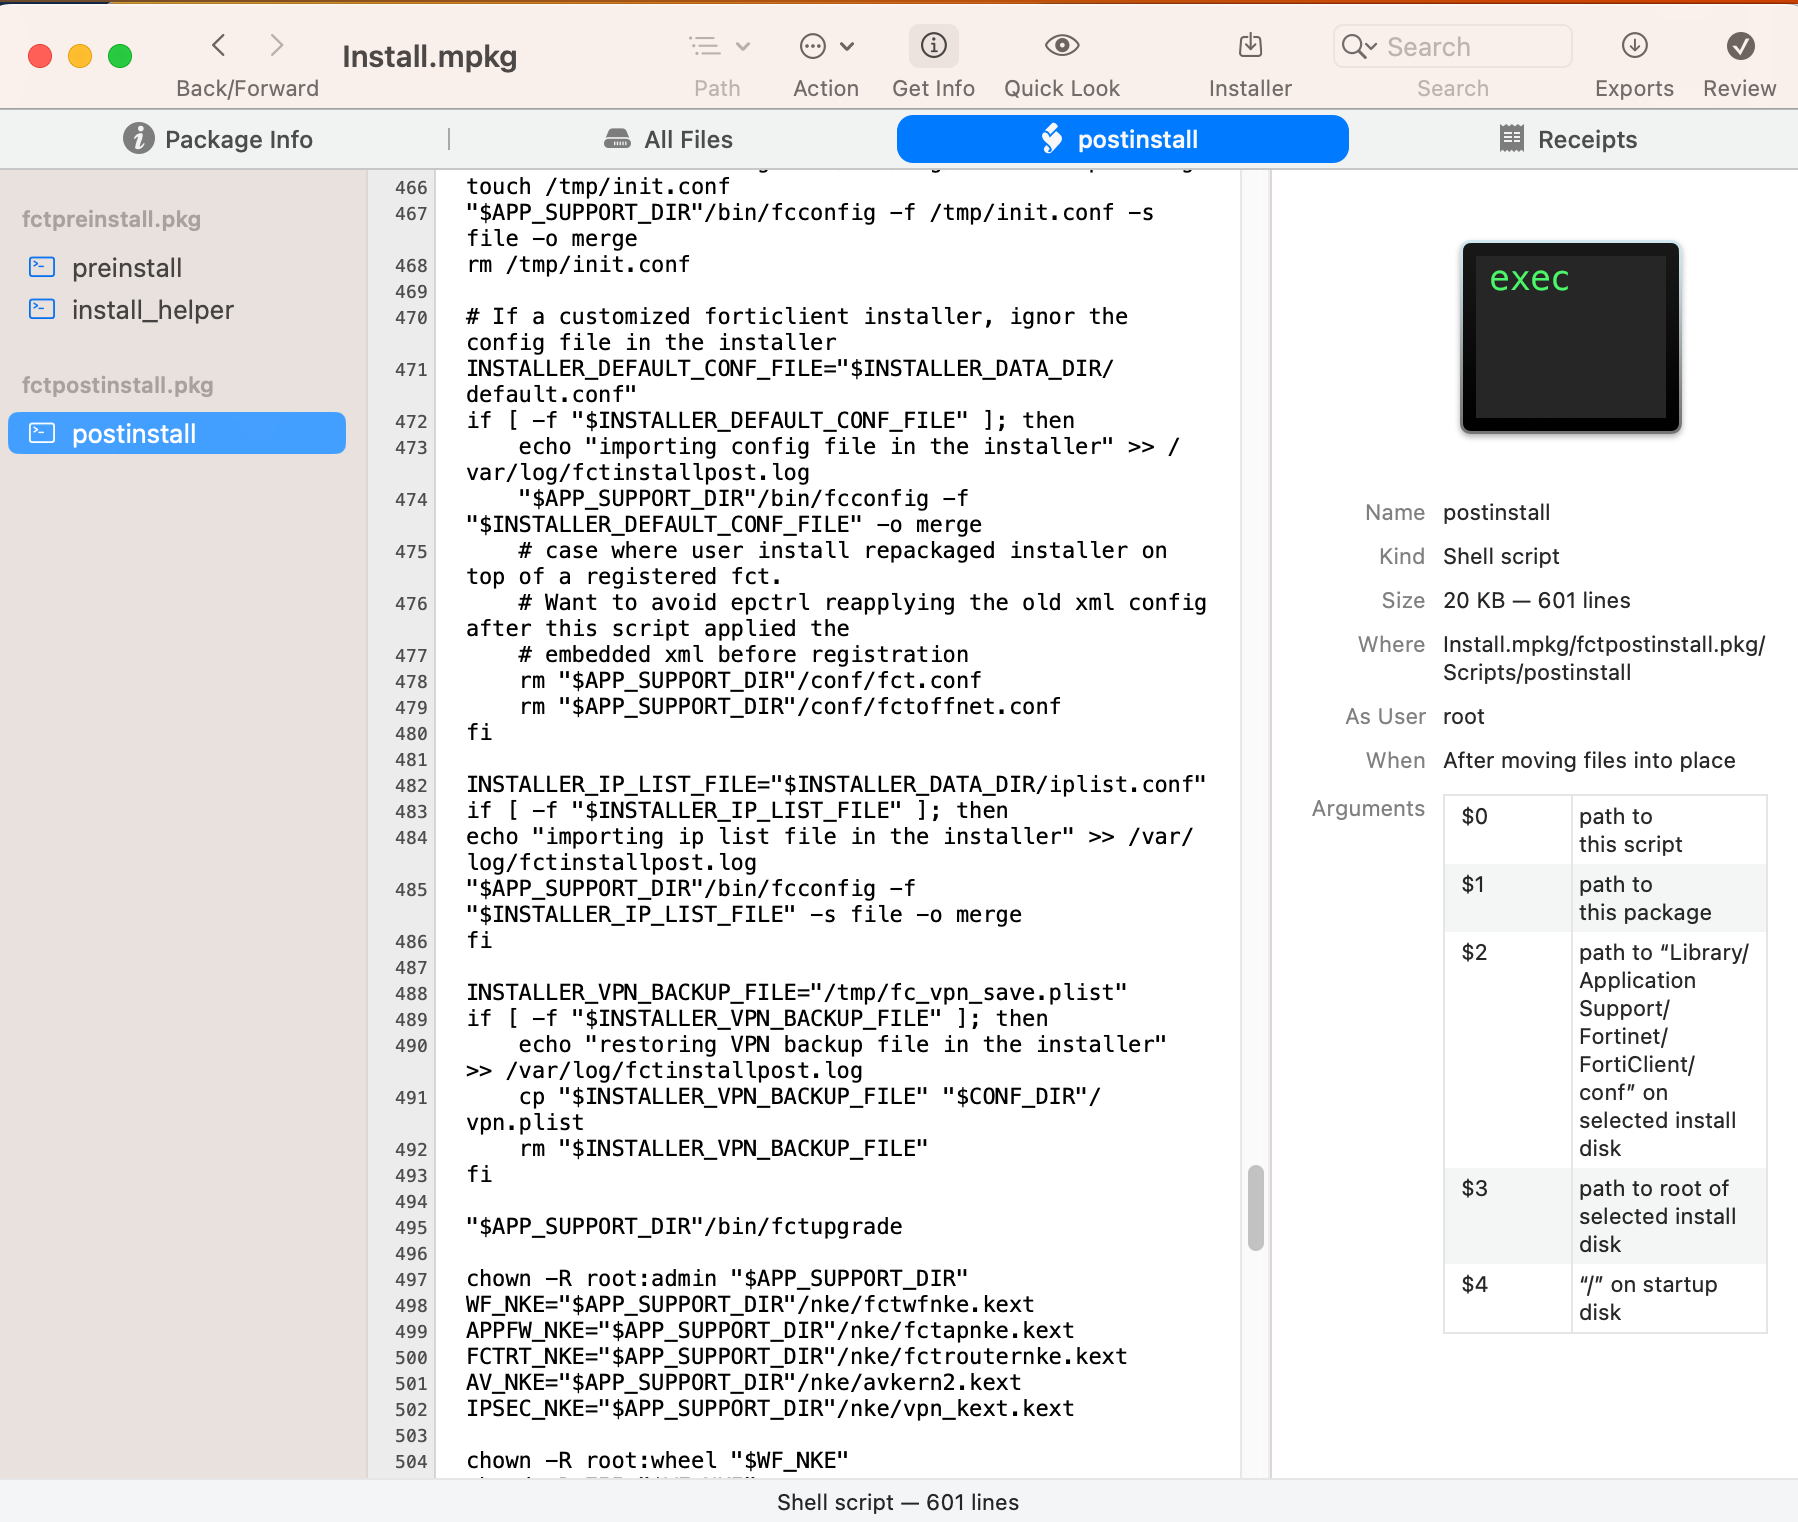 Install.mpkg
Back/Forward
Path
Action
Get Info
Quick Look
Installer
Search
Search
Exports
Review
Package Info
All Files
postinstall
Receipts
fctpreinstall.pkg
preinstall
install_helper
fctpostinstall.pkg
postinstall
466 touch /tmp/init.conf
467 "$APP_SUPPORT_DIR"/bin/fcconfig -f /tmp/init.conf -s
file -o merge
468 rm /tmp/init.conf
469
470 # If a customized forticlient installer, ignor the
config file in the installer
471 INSTALLER_DEFAULT_CONF_FILE="$INSTALLER_DATA_DIR/
default.conf"
472 if [ -f "$INSTALLER_DEFAULT_CONF_FILE" ]; then
473     echo "importing config file in the installer" >> /
var/log/fctinstallpost.log
474     "$APP_SUPPORT_DIR"/bin/fcconfig -f
"$INSTALLER_DEFAULT_CONF_FILE" -o merge
475     # case where user install repackaged installer on
top of a registered fct.
476     # Want to avoid epctrl reapplying the old xml config
after this script applied the
477     # embedded xml before registration
478     rm "$APP_SUPPORT_DIR"/conf/fct.conf
479     rm "$APP_SUPPORT_DIR"/conf/fctoffnet.conf
480 fi
481
482 INSTALLER_IP_LIST_FILE="$INSTALLER_DATA_DIR/iplist.conf"
483 if [ -f "$INSTALLER_IP_LIST_FILE" ]; then
484 echo "importing ip list file in the installer" >> /var/
log/fctinstallpost.log
485 "$APP_SUPPORT_DIR"/bin/fcconfig -f
"$INSTALLER_IP_LIST_FILE" -s file -o merge
486 fi
487
488 INSTALLER_VPN_BACKUP_FILE="/tmp/fc_vpn_save.plist"
489 if [ -f "$INSTALLER_VPN_BACKUP_FILE" ]; then
490     echo "restoring VPN backup file in the installer"
>> /var/log/fctinstallpost.log
491     cp "$INSTALLER_VPN_BACKUP_FILE" "$CONF_DIR"/
vpn.plist
492     rm "$INSTALLER_VPN_BACKUP_FILE"
493 fi
494
495 "$APP_SUPPORT_DIR"/bin/fctupgrade
496
497 chown -R root:admin "$APP_SUPPORT_DIR"
498 WF_NKE="$APP_SUPPORT_DIR"/nke/fctwfnke.kext
499 APPFW_NKE="$APP_SUPPORT_DIR"/nke/fctapnke.kext
500 FCTRT_NKE="$APP_SUPPORT_DIR"/nke/fctrouternke.kext
501 AV_NKE="$APP_SUPPORT_DIR"/nke/avkern2.kext
502 IPSEC_NKE="$APP_SUPPORT_DIR"/nke/vpn_kext.kext
503
504 chown -R root:wheel "$WF_NKE"
exec
Name postinstall
Kind Shell script
Size 20 KB — 601 lines
Where Install.mpkg/fctpostinstall.pkg/
Scripts/postinstall
As User root
When After moving files into place
Arguments
$0 path to
this script
$1 path to
this package
$2 path to “Library/
Application
Support/
Fortinet/
FortiClient/
conf” on
selected install
disk
$3 path to root of
selected install
disk
$4 “/” on startup
disk
Shell script — 601 lines